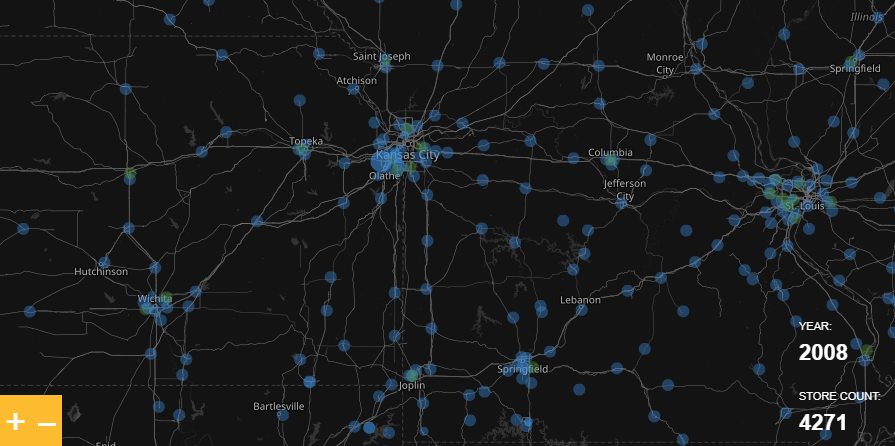 Illinois
Saint Joseph
Monroe
City
Springfield
Atchison
Topeka
Kansas City
Columbia
Olathe
Jefferson
City
St. Louis
Hutchinson
Wichita
Lebanon
YEAR:
2008
Springfield
Joplin
STORE COUNT:
4271
Bartlesville
+ –
Enid